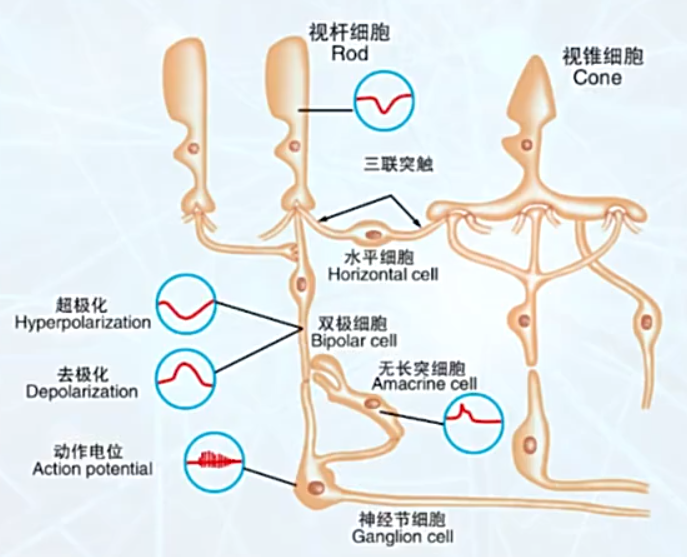 视杆细胞
Rod
视锥细胞
Cone
三联突触
水平细胞
Horizontal cell
超极化
Hyperpolarization
双极细胞
Bipolar cell
去极化
Depolarization
无长突细胞
Amacrine cell
动作电位
Action potential
神经节细胞
Ganglion cell